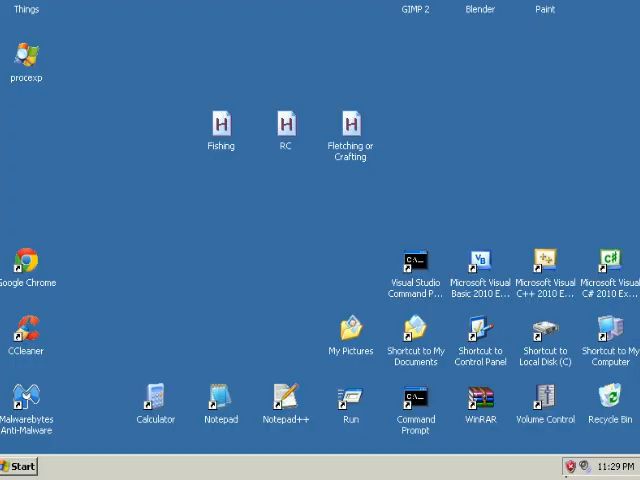 Things
GIMP 2
Blender
Paint
procexp
Fishing
RC
Fletching or
Crafting
Google Chrome
Visual Studio
Command P...
Microsoft Visual
Basic 2010 E...
Microsoft Visual
C++ 2010 E...
Microsoft Visual
C# 2010 Ex...
CCleaner
My Pictures
Shortcut to My
Documents
Shortcut to
Control Panel
Shortcut to
Local Disk (C)
Shortcut to My
Computer
Malwarebytes
Anti-Malware
Calculator
Notepad
Notepad++
Run
Command
Prompt
WinRAR
Volume Control
Recycle Bin
Start
11:29 PM